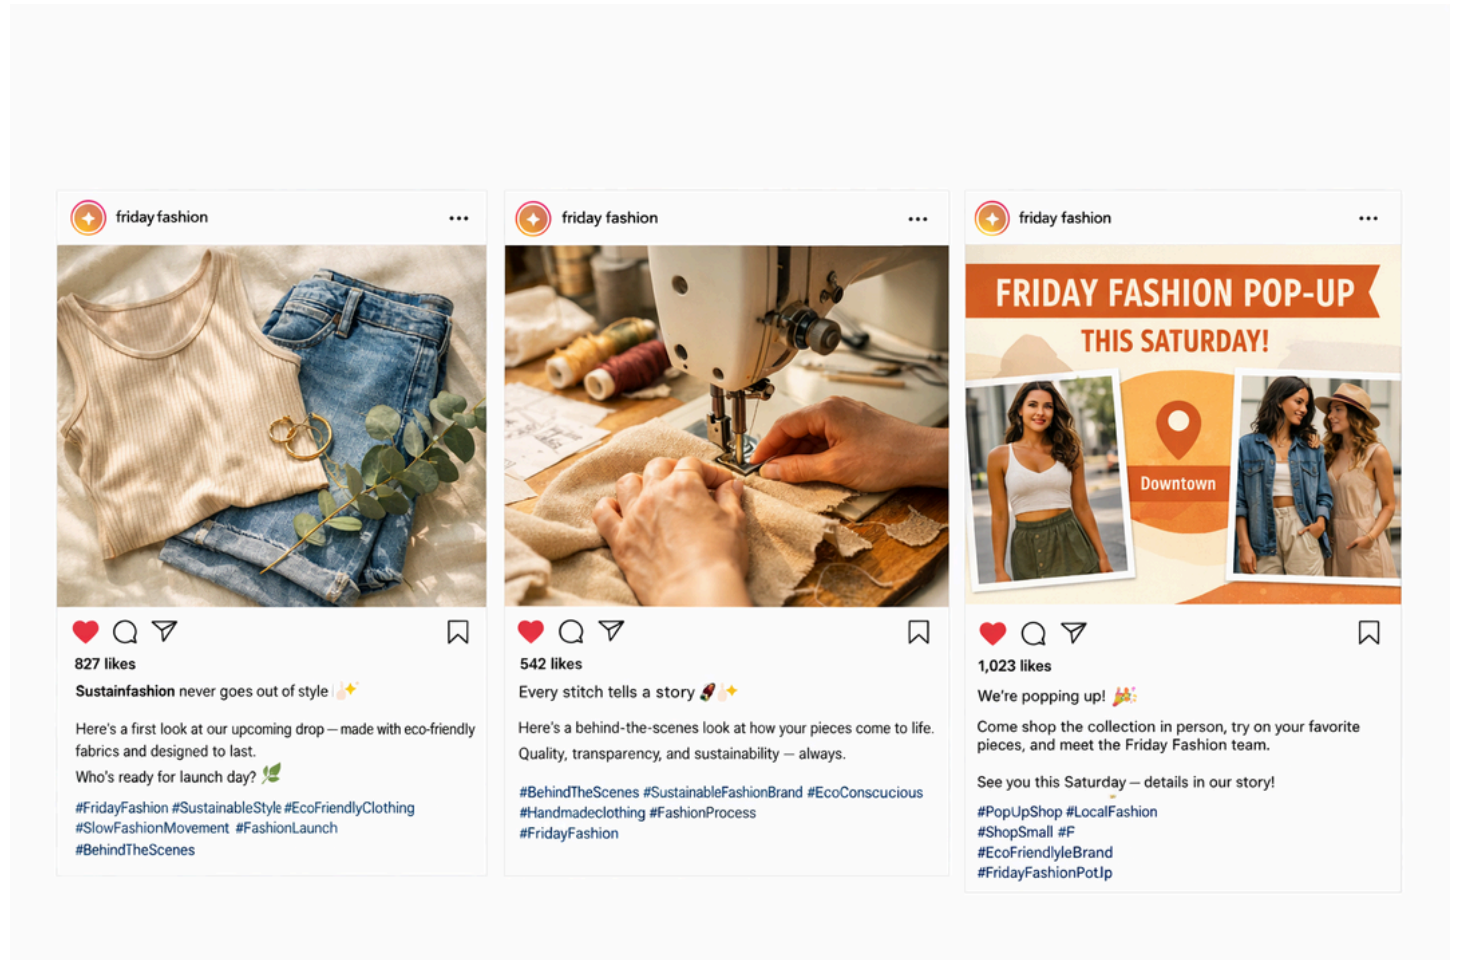 friday fashion
827 likes
Sustainfashion never goes out of style
Here's a first look at our upcoming drop — made with eco-friendly
fabrics and designed to last.
Who's ready for launch day?
#FridayFashion #SustainableStyle #EcoFriendlyClothing
#SlowFashionMovement #FashionLaunch
#BehindTheScenes
friday fashion
542 likes
Every stitch tells a story
Here's a behind-the-scenes look at how your pieces come to life.
Quality, transparency, and sustainability — always.
#BehindTheScenes #SustainableFashionBrand #EcoConscucious
#Handmadeclothing #FashionProcess
#FridayFashion
friday fashion
FRIDAY FASHION POP-UP
THIS SATURDAY!
Downtown
1,023 likes
We're popping up!
Come shop the collection in person, try on your favorite
pieces, and meet the Friday Fashion team.
See you this Saturday — details in our story!
#PopUpShop #LocalFashion
#ShopSmall #F
#EcoFriendlyleBrand
#FridayFashionPotlp